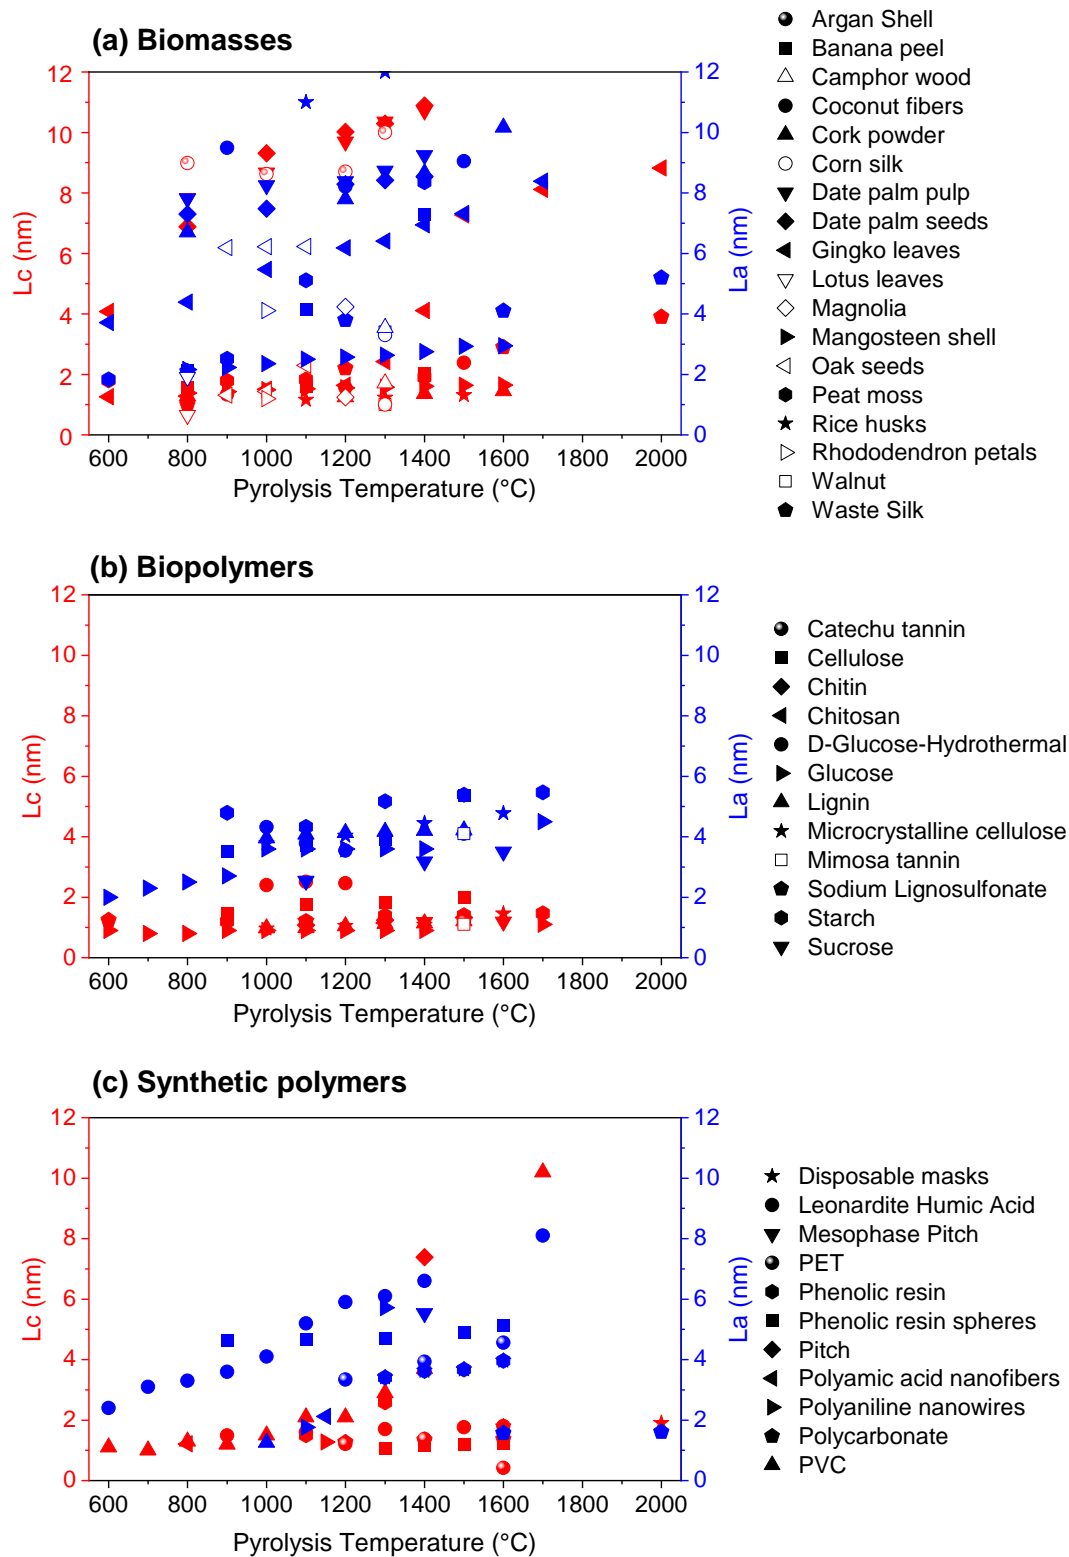 (a) Biomasses
Lc (nm)
12
10
8
6
4
2
0
600 800 1000 1200 1400 1600 1800 2000
Pyrolysis Temperature (°C)
12
10
8
6
4
2
0
La (nm)
Argan Shell
Banana peel
Camphor wood
Coconut fibers
Cork powder
Corn silk
Date palm pulp
Date palm seeds
Gingko leaves
Lotus leaves
Magnolia
Mangosteen shell
Oak seeds
Peat moss
Rice husks
Rhododendron petals
Walnut
Waste Silk
(b) Biopolymers
Lc (nm)
12
10
8
6
4
2
0
600 800 1000 1200 1400 1600 1800 2000
Pyrolysis Temperature (°C)
12
10
8
6
4
2
0
La (nm)
Catechu tannin
Cellulose
Chitin
Chitosan
D-Glucose-Hydrothermal
Glucose
Lignin
Microcrystalline cellulose
Mimosa tannin
Sodium Lignosulfonate
Starch
Sucrose
(c) Synthetic polymers
Lc (nm)
12
10
8
6
4
2
0
600 800 1000 1200 1400 1600 1800 2000
Pyrolysis Temperature (°C)
12
10
8
6
4
2
0
La (nm)
Disposable masks
Leonardite Humic Acid
Mesophase Pitch
PET
Phenolic resin
Phenolic resin spheres
Pitch
Polyamic acid nanofibers
Polyaniline nanowires
Polycarbonate
PVC